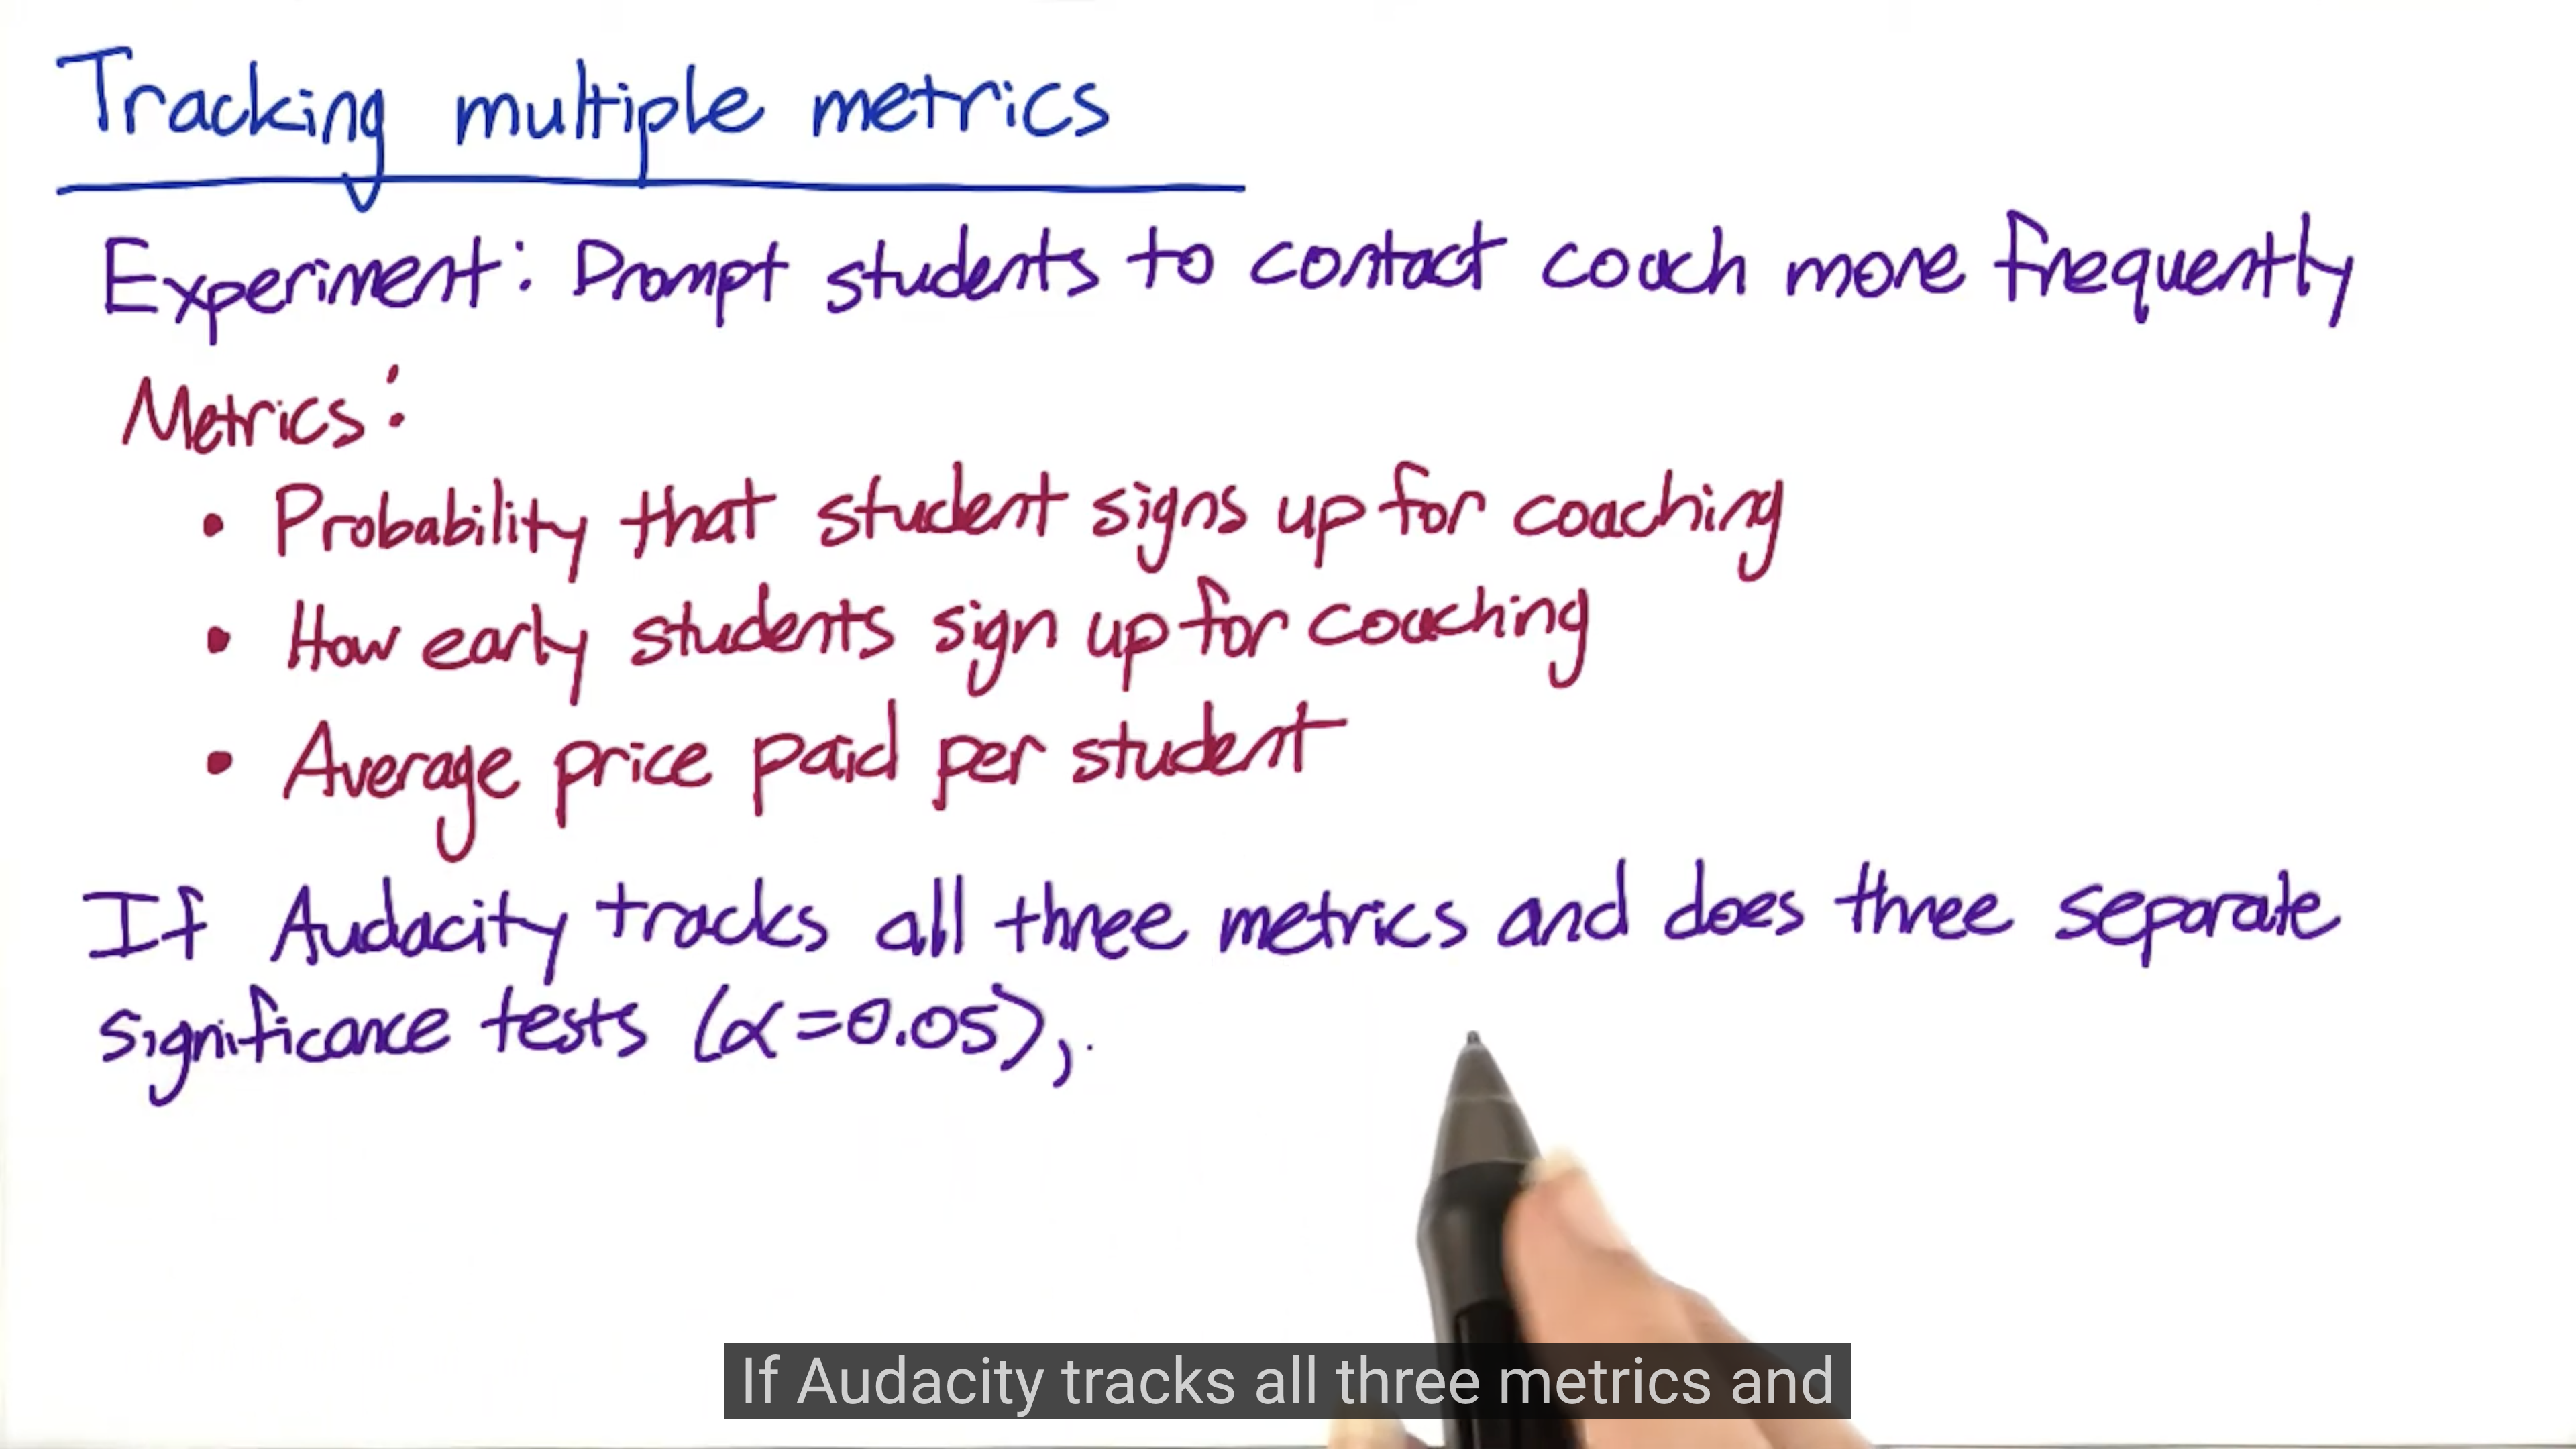 Tracking multiple metrics
Experiment: Prompt students to contact coach more frequently
Metrics:
• Probability that student signs up for coaching
• How early students sign up for coaching
• Average price paid per student
If Audacity tracks all three metrics and does three separate
significance tests (α=0.05),
If Audacity tracks all three metrics and